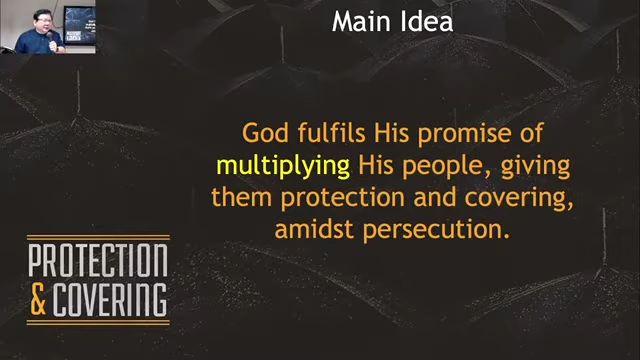 Main Idea
God fulfils His promise of
multiplying His people, giving
them protection and covering,
amidst persecution.
PROTECTION
& COVERING